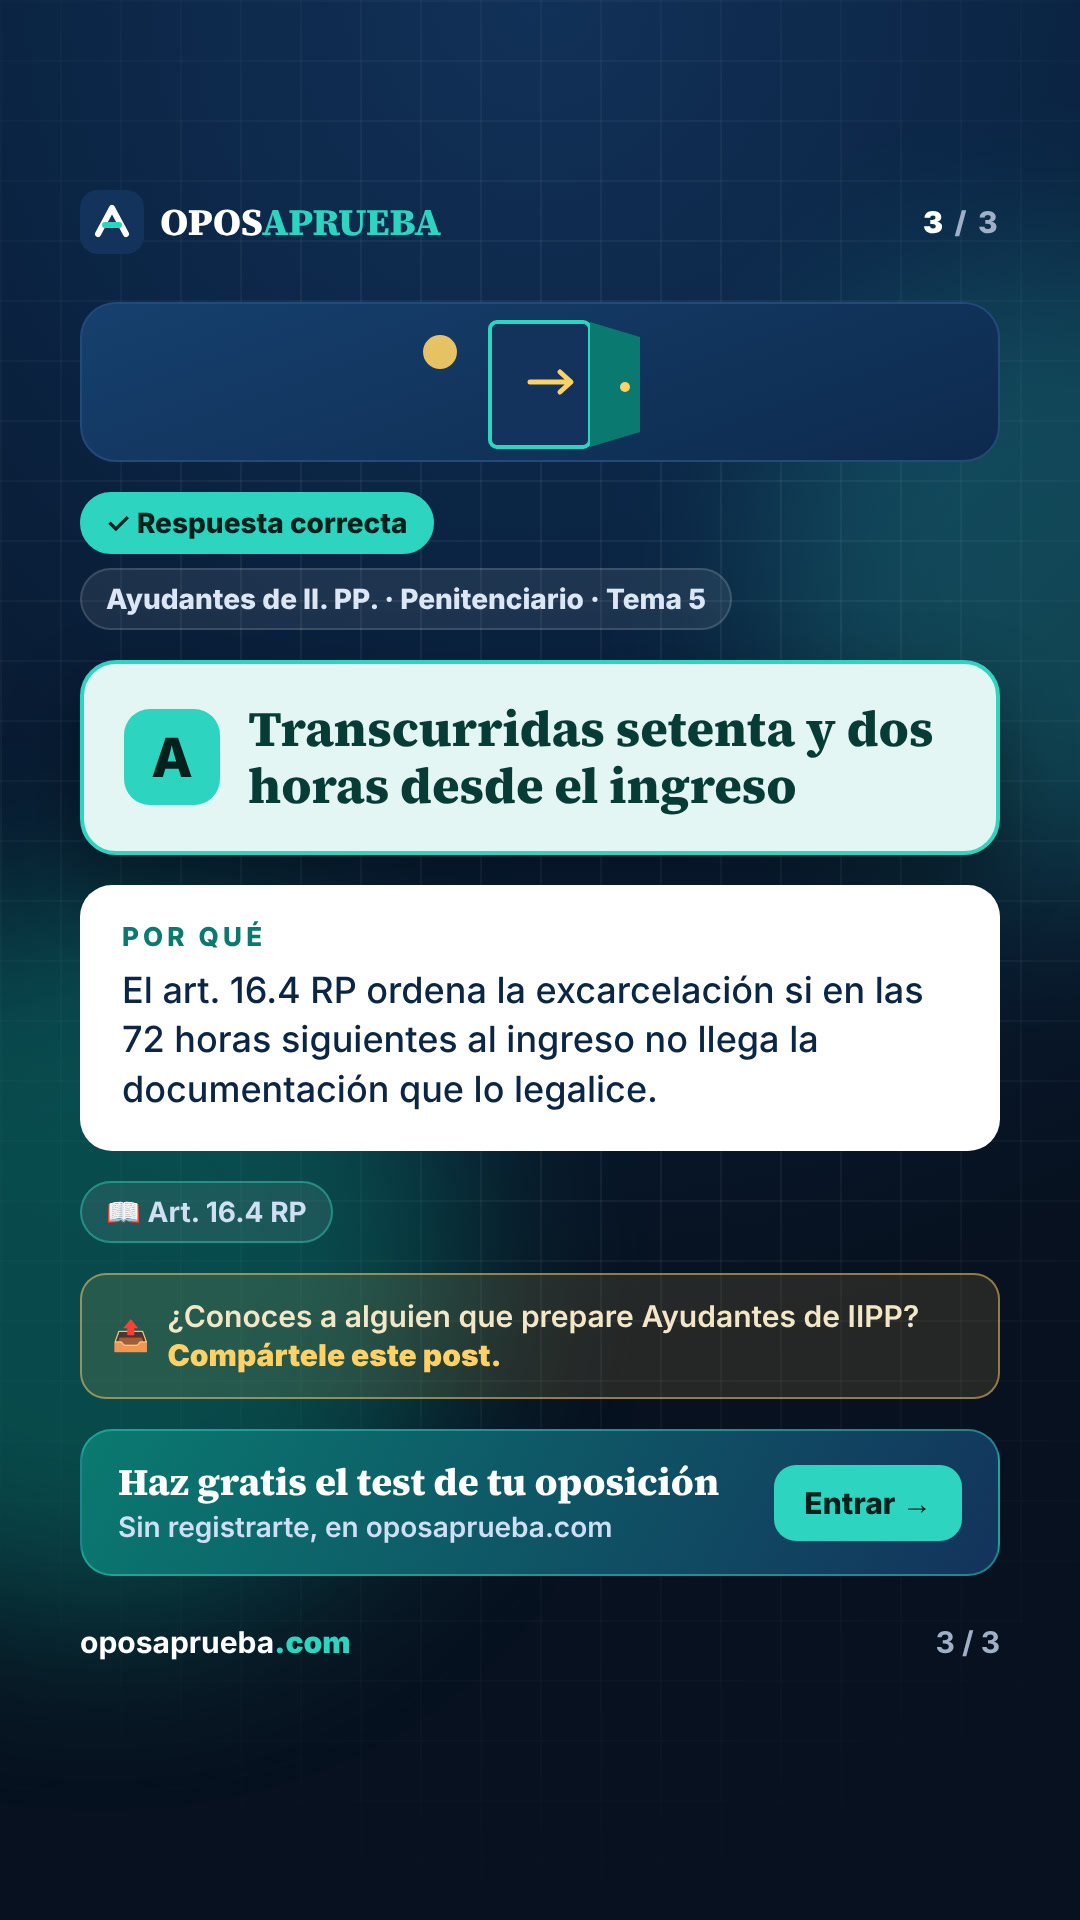 OPOSAPRUEBA
3 / 3
✓ Respuesta correcta
Ayudantes de II. PP. · Penitenciario · Tema 5
A
Transcurridas setenta y dos
horas desde el ingreso
POR QUÉ
El art. 16.4 RP ordena la excarcelación si en las
72 horas siguientes al ingreso no llega la
documentación que lo legalice.
📖 Art. 16.4 RP
📤 ¿Conoces a alguien que prepare Ayudantes de IIPP?
Compártele este post.
Haz gratis el test de tu oposición
Sin registrarte, en oposaprueba.com
Entrar →
oposaprueba.com
3 / 3